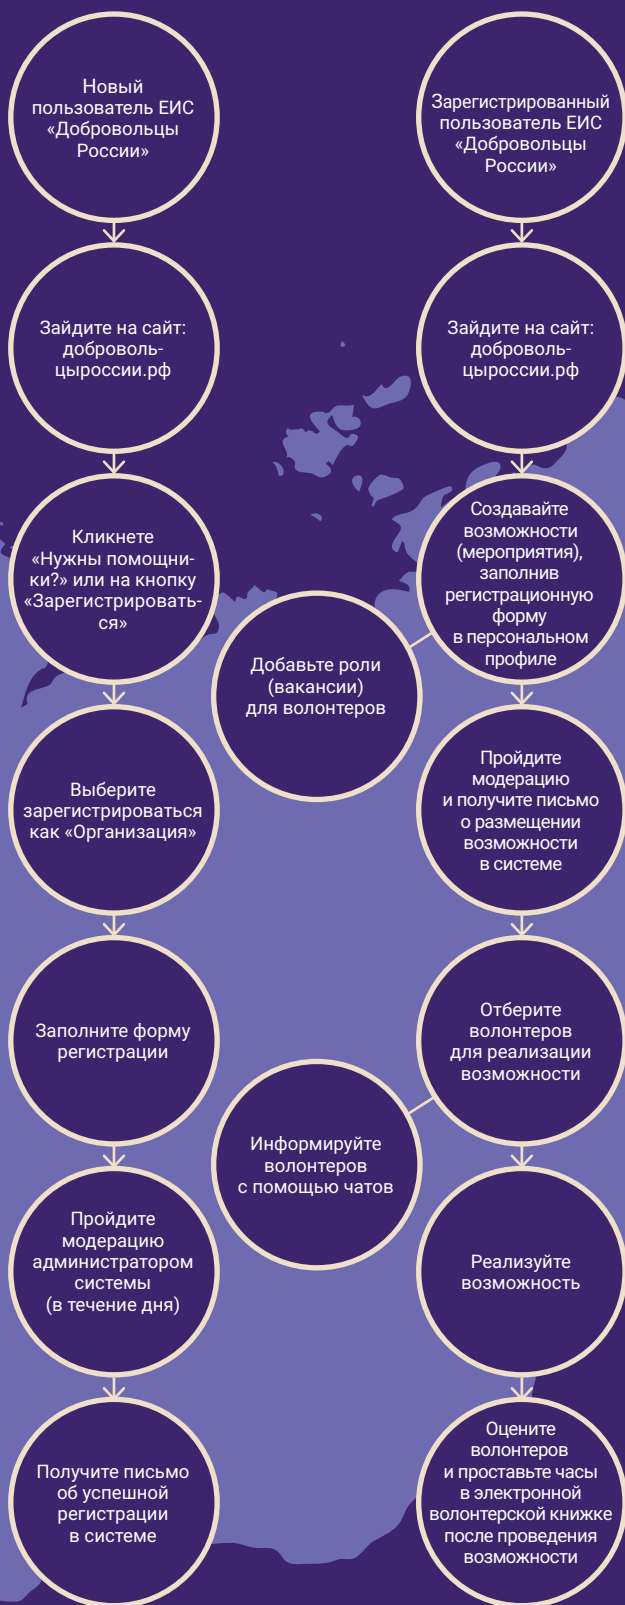 Новый
пользователь ЕИС
«Добровольцы
России»
Зайдите на сайт:
доброволь-
цыроссии.рф
Кликнете
«Нужны помощни-
ки?» или на кнопку
«Зарегистрировать-
ся»
Выберите
зарегистрироваться
как «Организация»
Заполните форму
регистрации
Пройдите
модерацию
администратором
системы
(в течение дня)
Получите письмо
об успешной
регистрации
в системе
Зарегистрированный
пользователь ЕИС
«Добровольцы
России»
Зайдите на сайт:
доброволь-
цыроссии.рф
Создавайте
возможности
(мероприятия),
заполнив
регистрационную
форму
в персональном
профиле
Добавьте роли
(вакансии)
для волонтеров
Пройдите
модерацию
и получите письмо
о размещении
возможности
в системе
Отберите
волонтеров
для реализации
возможности
Информируйте
волонтеров
с помощью чатов
Реализуйте
возможность
Оцените
волонтеров
и проставьте часы
в электронной
волонтерской книжке
после проведения
возможности